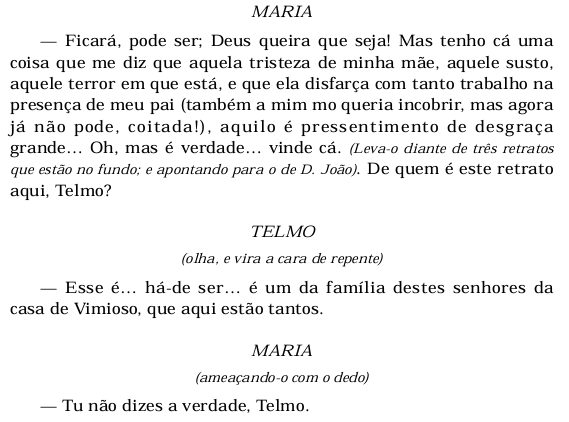 MARIA
— Ficará, pode ser; Deus queira que seja! Mas tenho cá uma
coisa que me diz que aquela tristeza de minha mãe, aquele susto,
aquele terror em que está, e que ela disfarça com tanto trabalho na
presença de meu pai (também a mim mo queria incobrir, mas agora
já não pode, coitada!), aquilo é pressentimento de desgraça
grande... Oh, mas é verdade... vinde cá. (Leva-o diante de três retratos
que estão no fundo; e apontando para o de D. João). De quem é este retrato
aqui, Telmo?
TELMO
(olha, e vira a cara de repente)
— Esse é... há-de ser... é um da família destes senhores da
casa de Vimioso, que aqui estão tantos.
MARIA
(ameaçando-o com o dedo)
— Tu não dizes a verdade, Telmo.